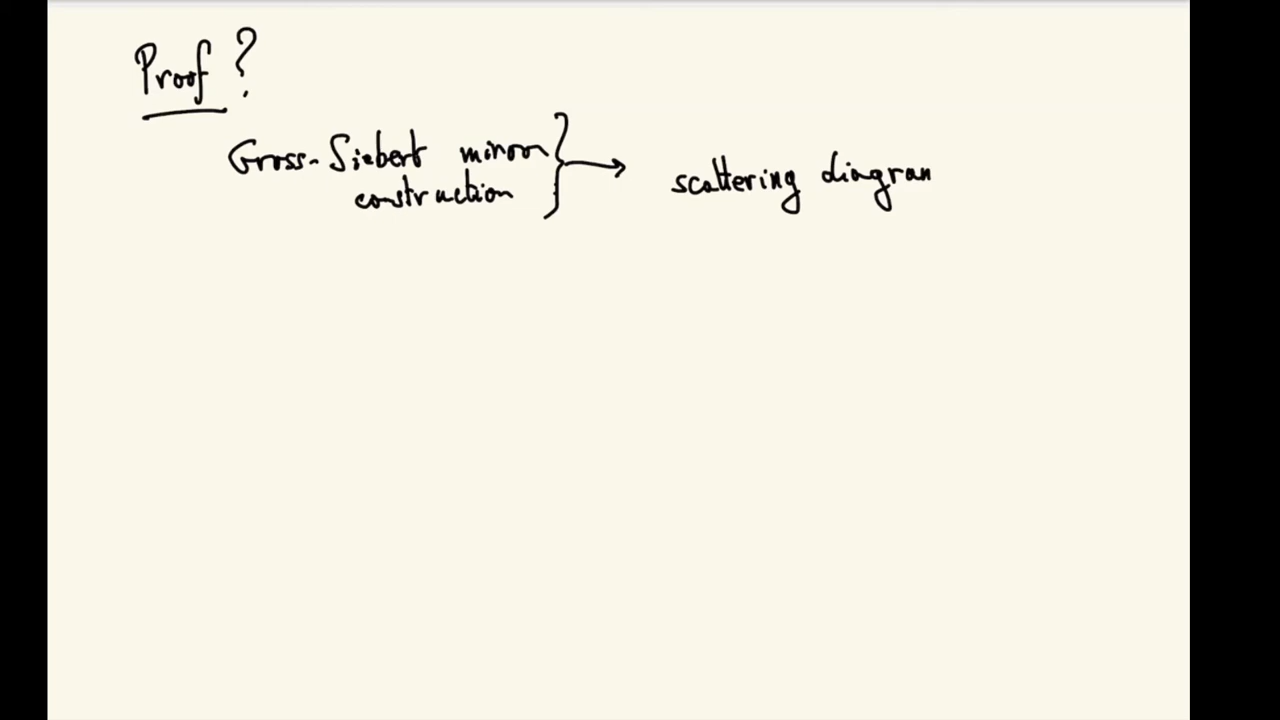 Proof ?
Gross-Siebert mirror
construction } → scattering diagram